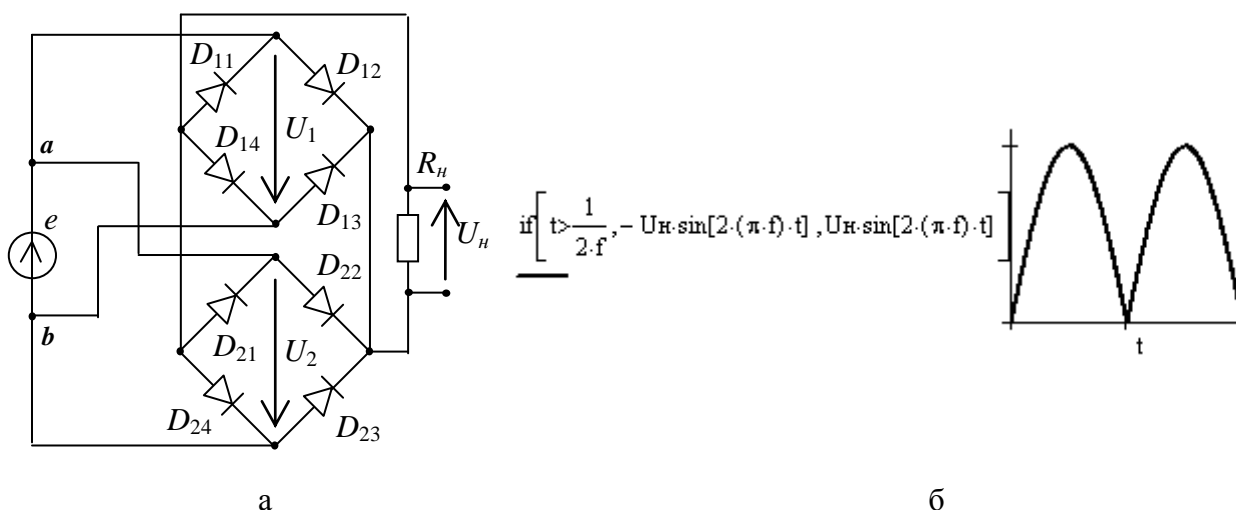 D₁₁
D₁₂
a
D₁₄
U₁
Rн
e
D₁₃
Uн
D₂₂
b
D₂₁
U₂
D₂₄
D₂₃
if[ t>1/(2·f) ,- Uн·sin[2·(π·f)·t] ,Uн·sin[2·(π·f)·t] ]
t
а
б